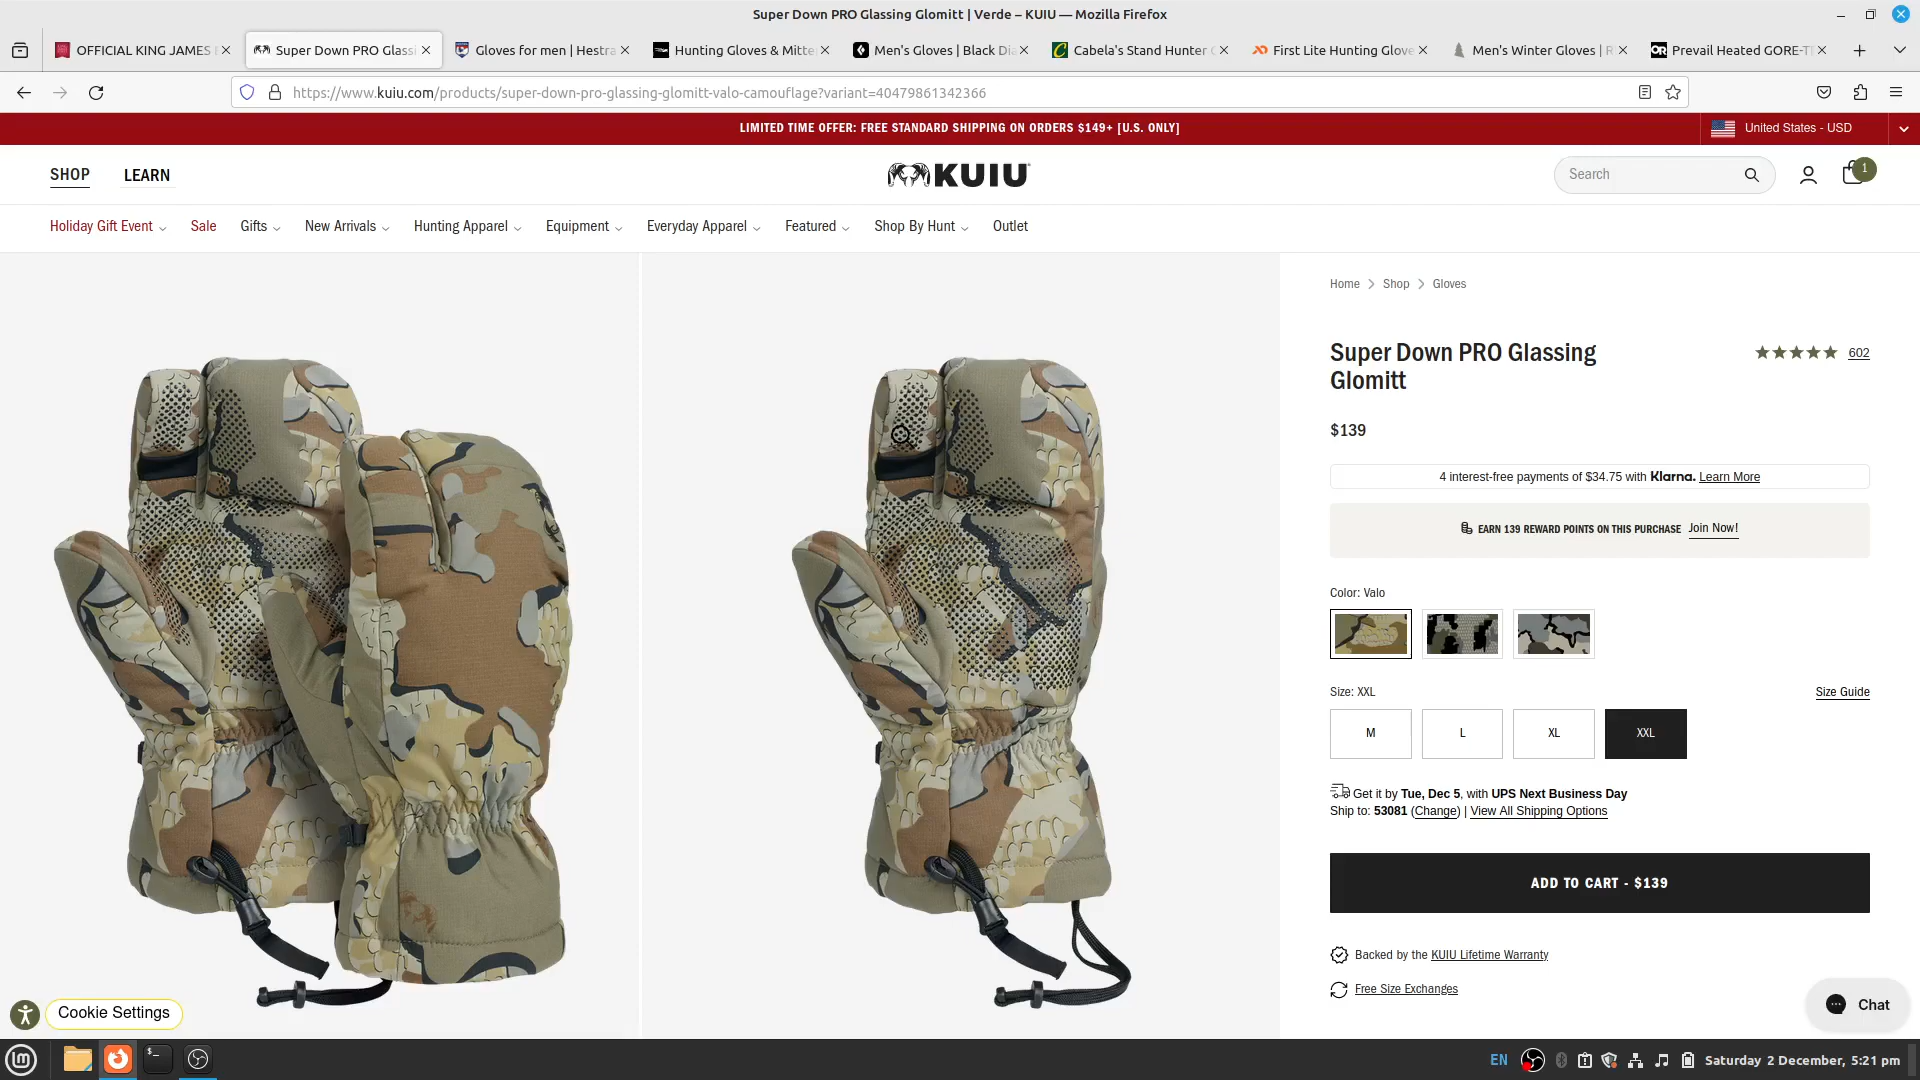 Super Down PRO Glassing Glomitt | Verde – KUIU — Mozilla Firefox
OFFICIAL KING JAMES
Super Down PRO Glassi
Gloves for men | Hestra
Hunting Gloves & Mitte
Men's Gloves | Black Dia
Cabela's Stand Hunter
First Lite Hunting Glove
Men's Winter Gloves | R
OR
Prevail Heated GORE-T
https://www.kuiu.com/products/super-down-pro-glassing-glomitt-valo-camouflage?variant=40479861342366
LIMITED TIME OFFER: FREE STANDARD SHIPPING ON ORDERS $149+ [U.S. ONLY]
United States - USD
SHOP
LEARN
KUIU
Search
1
Holiday Gift Event
Sale
Gifts
New Arrivals
Hunting Apparel
Equipment
Everyday Apparel
Featured
Shop By Hunt
Outlet
Home > Shop > Gloves
Super Down PRO Glassing
Glomitt
602
$139
4 interest-free payments of $34.75 with Klarna. Learn More
EARN 139 REWARD POINTS ON THIS PURCHASE Join Now!
Color: Valo
Size: XXL
Size Guide
M
L
XL
XXL
Get it by Tue, Dec 5, with UPS Next Business Day
Ship to: 53081 (Change) | View All Shipping Options
ADD TO CART - $139
Backed by the KUIU Lifetime Warranty
Free Size Exchanges
Cookie Settings
Chat
EN
Saturday 2 December, 5:21 pm